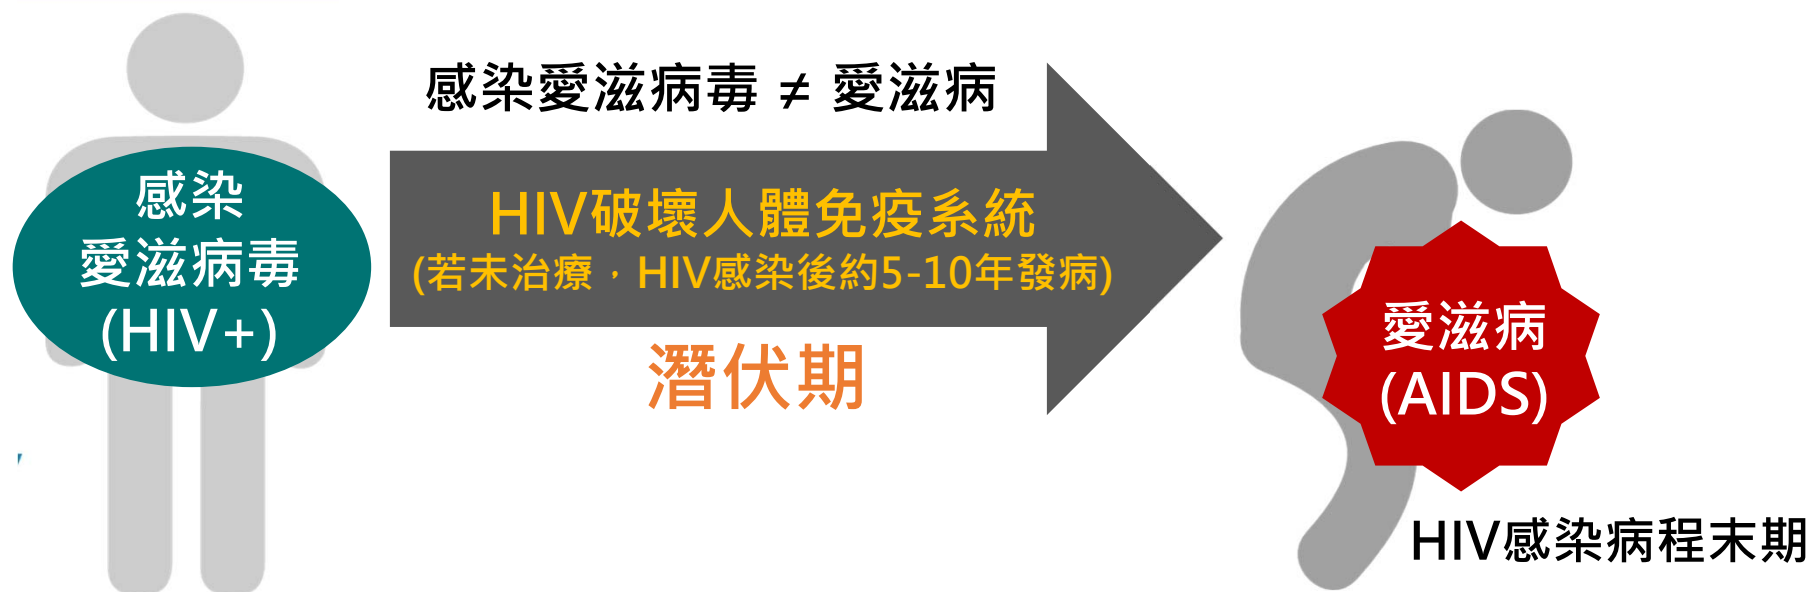 感染愛滋病毒 ≠ 愛滋病
感染
愛滋病毒
(HIV+)
HIV破壞人體免疫系統
(若未治療，HIV感染後約5-10年發病)
潛伏期
愛滋病
(AIDS)
HIV感染病程末期